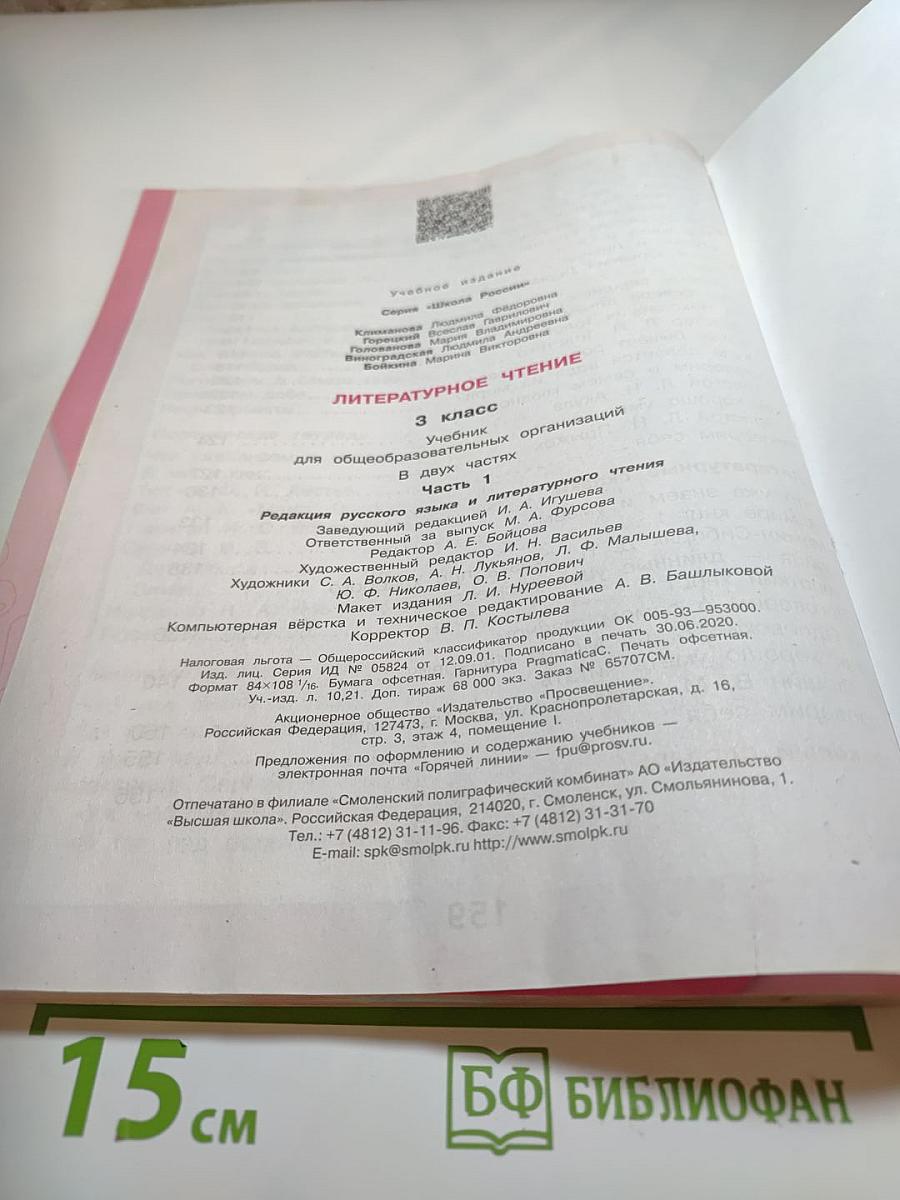 Учебное издание
Серия «Школа России»
Климанова Людмила Фёдоровна
Горецкий Всеслав Гаврилович
Голованова Мария Владимировна
Виноградская Людмила Андреевна
Бойкина Марина Викторовна
ЛИТЕРАТУРНОЕ ЧТЕНИЕ
3 класс
Учебник
для общеобразовательных организаций
В двух частях
Часть 1
Редакция русского языка и литературного чтения
Заведующий редакцией И. А. Игушева
Ответственный за выпуск М. А. Фурсова
Редактор А. Е. Бойцова
Художественный редактор И. Н. Васильев
Художники С. А. Волков, А. Н. Лукьянов, Л. Ф. Малышева,
Ю. Ф. Николаев, О. В. Попович
Макет издания Л. И. Нуреевой
Компьютерная вёрстка и техническое редактирование А. В. Башлыковой
Корректор В. П. Костылева
Налоговая льгота — Общероссийский классификатор продукции ОК 005-93—953000.
Изд. лиц. Серия ИД № 05824 от 12.09.01. Подписано в печать 30.06.2020.
Формат 84×108 1/16. Бумага офсетная. Гарнитура PragmaticaC. Печать офсетная.
Уч.-изд. л. 10,21. Доп. тираж 68 000 экз. Заказ № 65707СМ.
Акционерное общество «Издательство «Просвещение».
Российская Федерация, 127473, г. Москва, ул. Краснопролетарская, д. 16,
стр. 3, этаж 4, помещение I.
Предложения по оформлению и содержанию учебников —
электронная почта «Горячей линии» — fpu@prosv.ru.
Отпечатано в филиале «Смоленский полиграфический комбинат» АО «Издательство
«Высшая школа». Российская Федерация, 214020, г. Смоленск, ул. Смольянинова, 1.
Тел.: +7 (4812) 31-11-96. Факс: +7 (4812) 31-31-70
E-mail: spk@smolpk.ru http://www.smolpk.ru
159
15 см
БФ БИБЛИОФАН